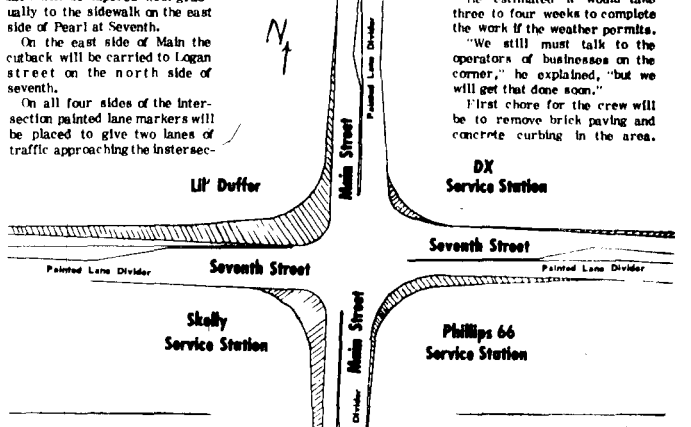 ually to the sidewalk on the east
side of Pearl at Seventh.
On the east side of Main the
cutback will be carried to Logan
street on the north side of
seventh.
On all four sides of the inter-
section painted lane markers will
be placed to give two lanes of
traffic approaching the instersec-
N
three to four weeks to complete
the work if the weather permits.
"We still must talk to the
operators of businesses on the
corner," he explained, "but we
will get that done soon."
First chore for the crew will
be to remove brick paving and
concrete curbing in the area.
Painted Lane Divider
Main Street
Lil' Duffer
DX
Service Station
Seventh Street
Painted Lane Divider
Seventh Street
Painted Lane Divider
Skelly
Service Station
Main Street
Divider
Phillips 66
Service Station